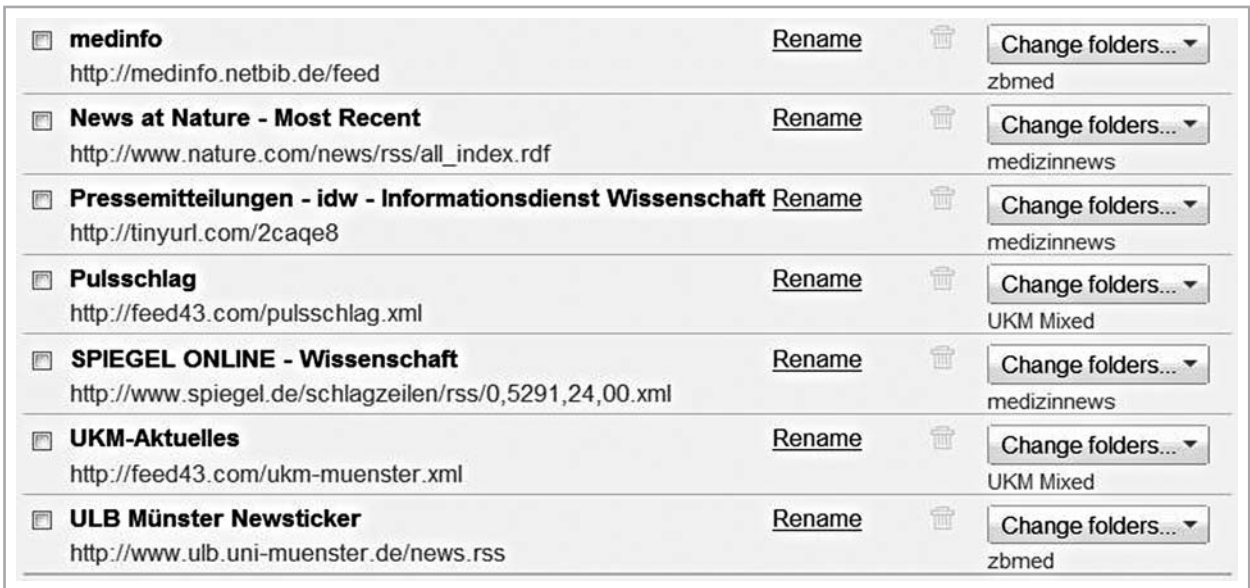 medinfo Rename Change folders...
http://medinfo.netbib.de/feed
zbmed
News at Nature - Most Recent Rename Change folders...
http://www.nature.com/news/rss/all_index.rdf
medizinnews
Pressemitteilungen - idw - Informationsdienst Wissenschaft Rename Change folders...
http://tinyurl.com/2caqe8
medizinnews
Pulsschlag Rename Change folders...
http://feed43.com/pulsschlag.xml
UKM Mixed
SPIEGEL ONLINE - Wissenschaft Rename Change folders...
http://www.spiegel.de/schlagzeilen/rss/0,5291,24,00.xml
medizinnews
UKM-Aktuelles Rename Change folders...
http://feed43.com/ukm-muenster.xml
UKM Mixed
ULB Münster Newsticker Rename Change folders...
http://www.ulb.uni-muenster.de/news.rss
zbmed